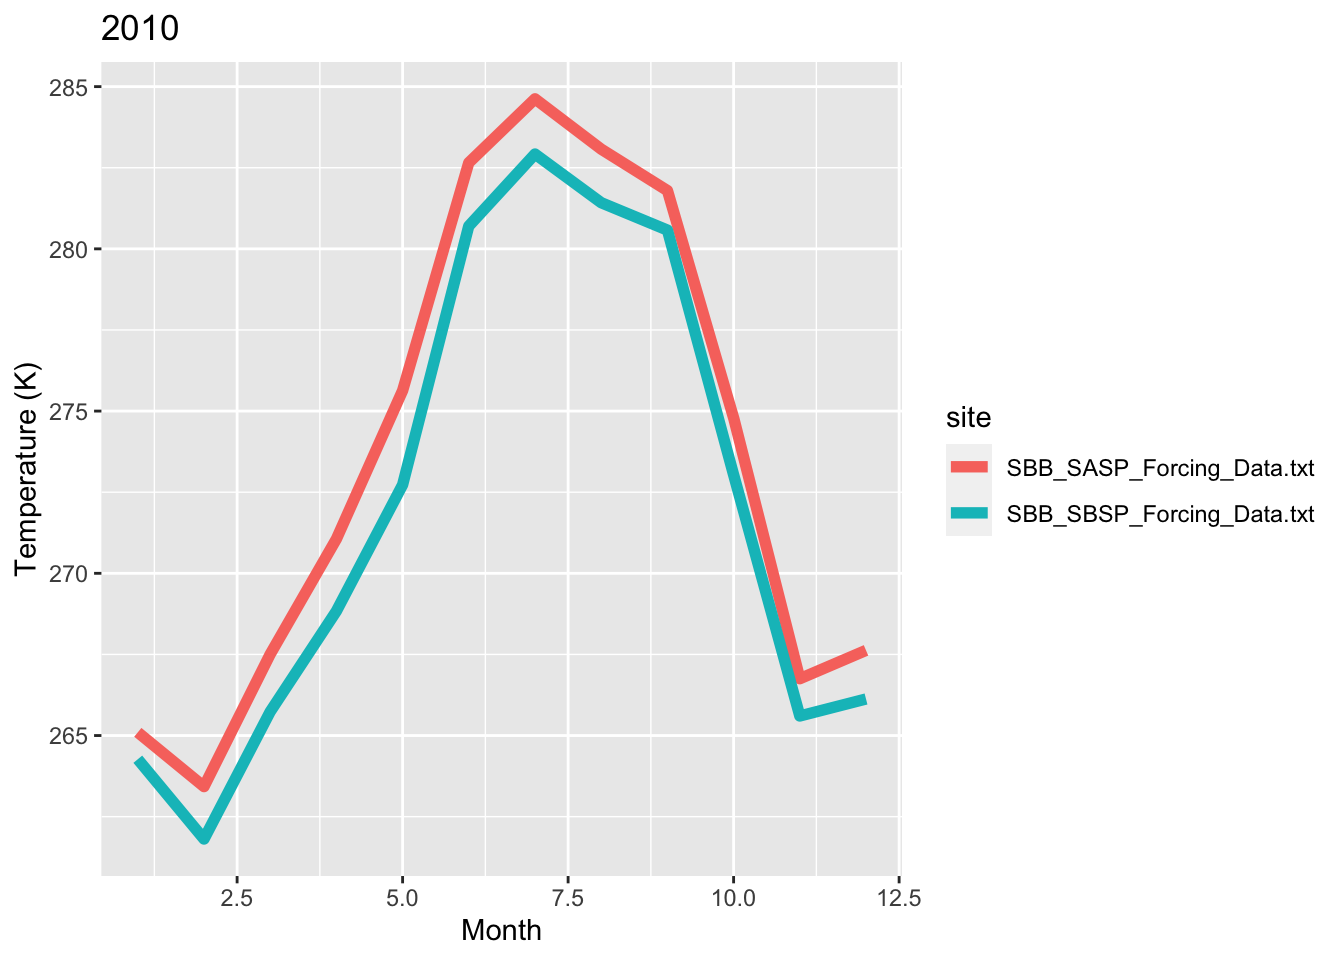 2010
285
280
275
270
265
Temperature (K)
2.5 5.0 7.5 10.0 12.5
Month
site
SBB_SASP_Forcing_Data.txt
SBB_SBSP_Forcing_Data.txt